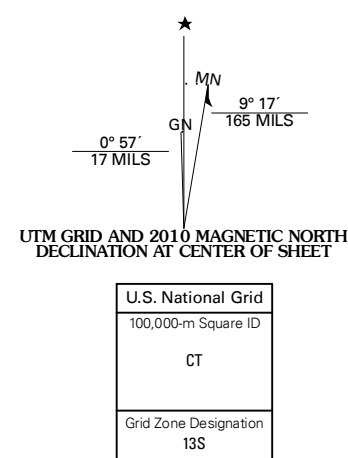 ★
MN
9° 17´
165 MILS
GN
0° 57´
17 MILS
UTM GRID AND 2010 MAGNETIC NORTH
DECLINATION AT CENTER OF SHEET
U.S. National Grid
100,000-m Square ID
CT
Grid Zone Designation
13S